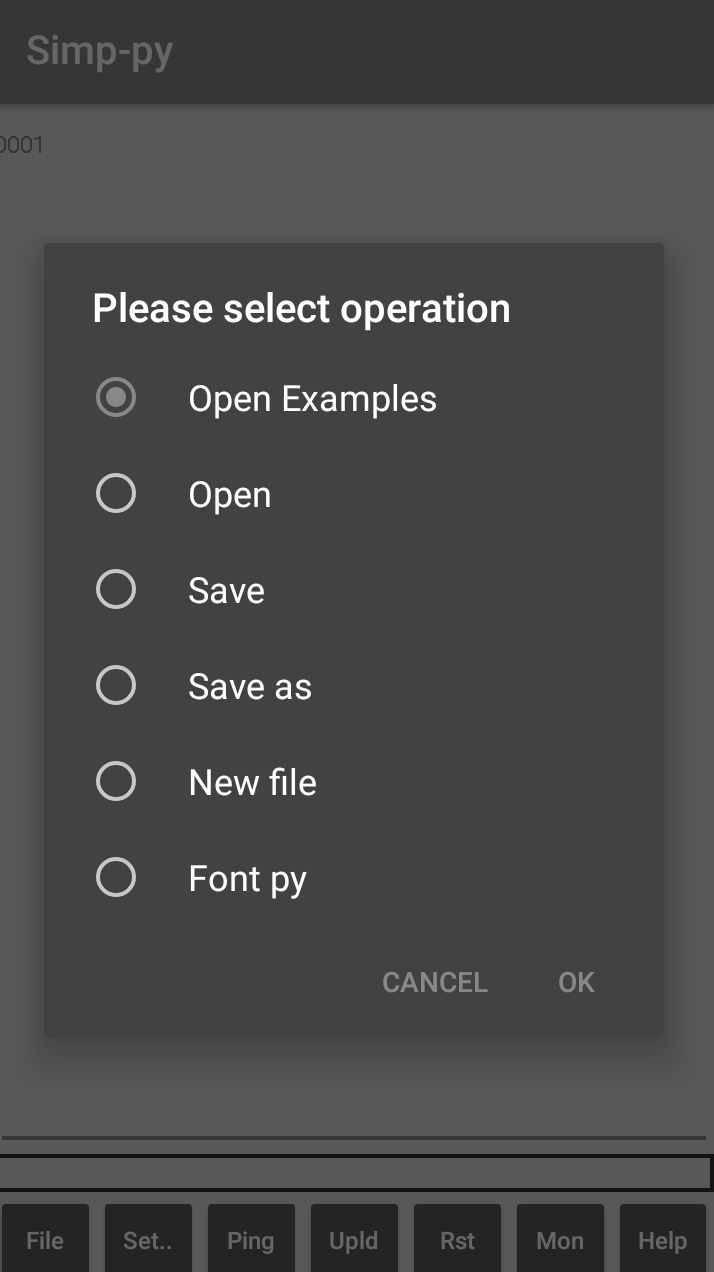 Simp-py
0001
Please select operation
Open Examples
Open
Save
Save as
New file
Font py
CANCEL OK
File Set.. Ping Upld Rst Mon Help